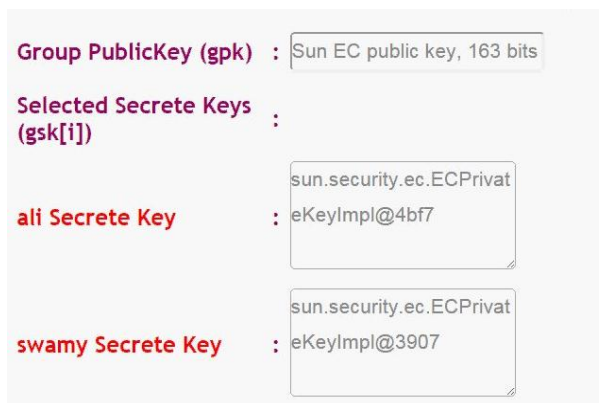 Group PublicKey (gpk) : Sun EC public key, 163 bits
Selected Secrete Keys
(gsk[i]) :
sun.security.ec.ECPrivat
ali Secrete Key : eKeyImpl@4bf7
sun.security.ec.ECPrivat
swamy Secrete Key : eKeyImpl@3907